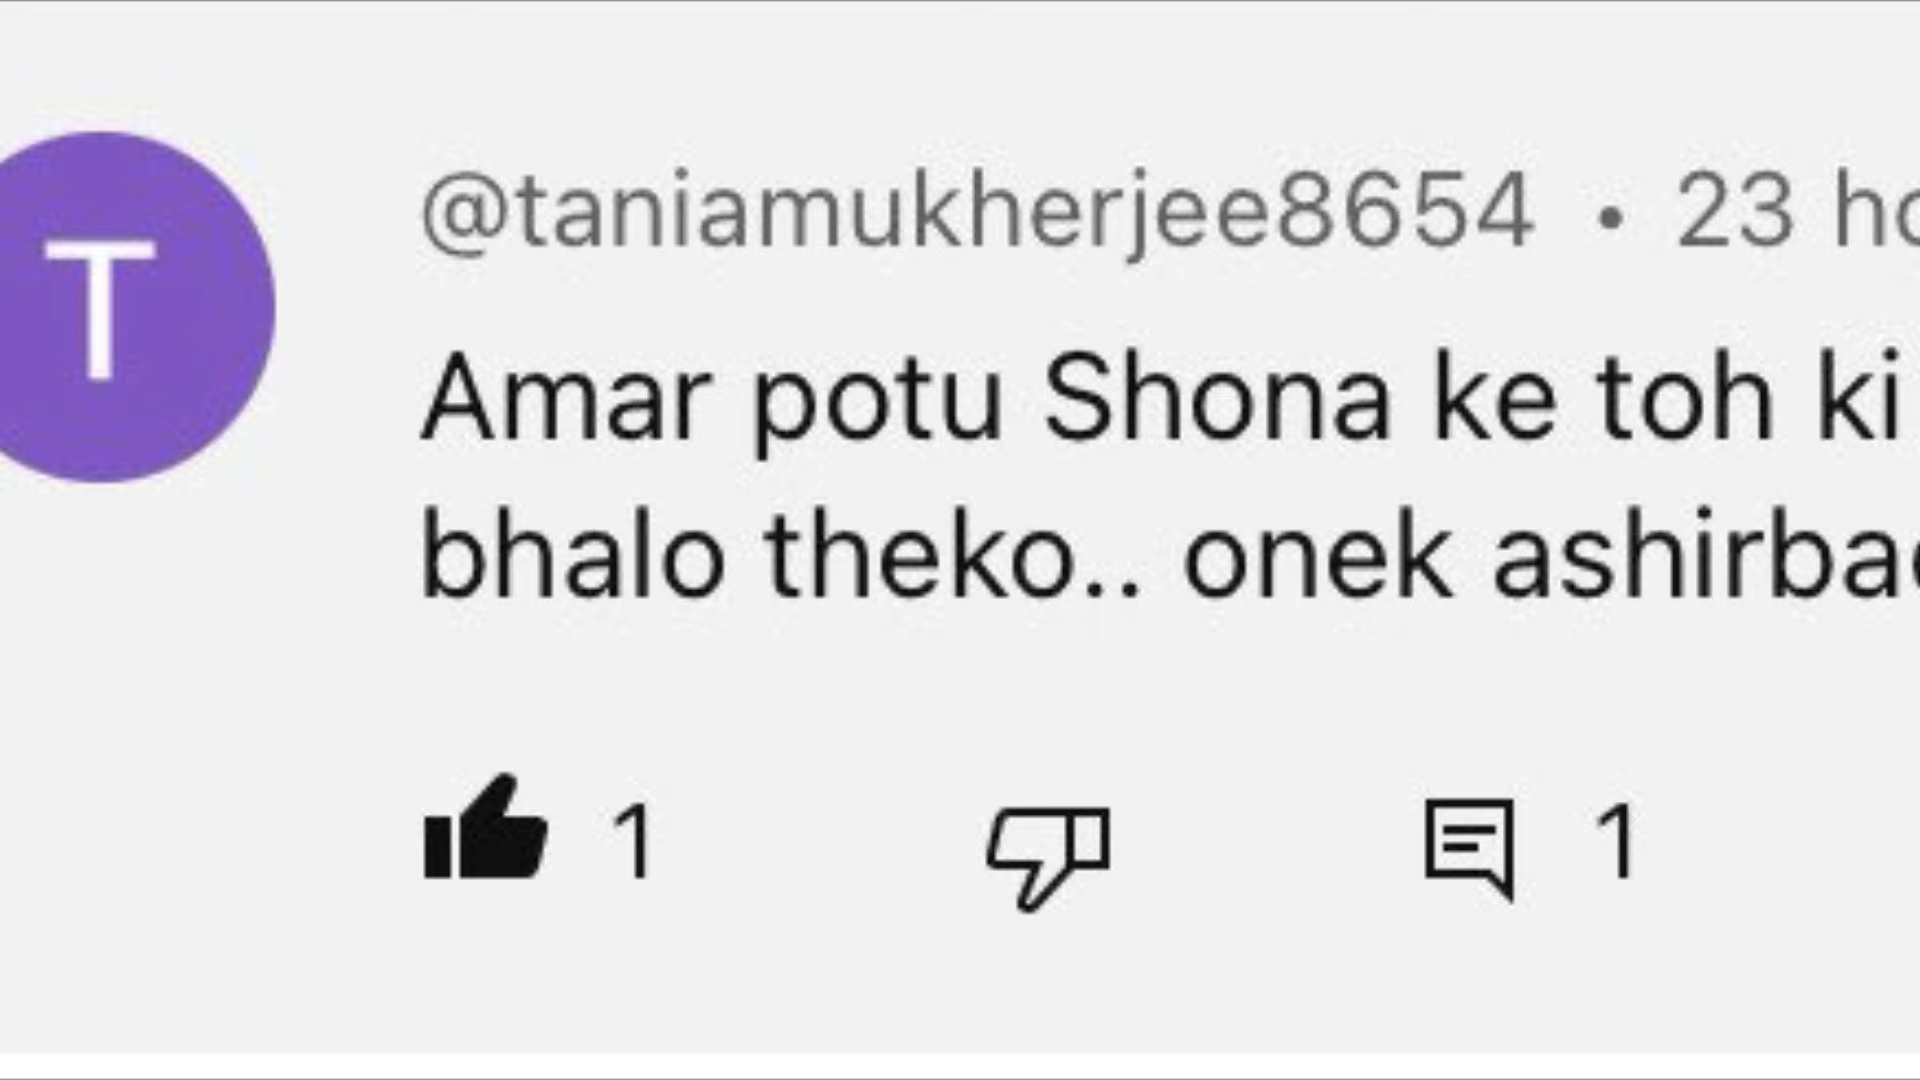 T
@taniamukherjee8654 • 23
Amar potu Shona ke toh ki
bhalo theko.. onek
1
1